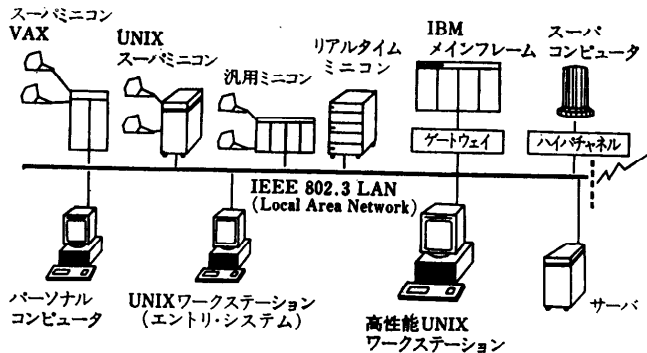 スーパミニコン
VAX
UNIX
スーパミニコン
汎用ミニコン
リアルタイム
ミニコン
IBM
メインフレーム
スーパ
コンピュータ
ゲートウェイ
ハイパチャネル
IEEE 802.3 LAN
(Local Area Network)
パーソナル
コンピュータ
UNIXワークステーション
(エントリ・システム)
高性能UNIX
ワークステーション
サーバ